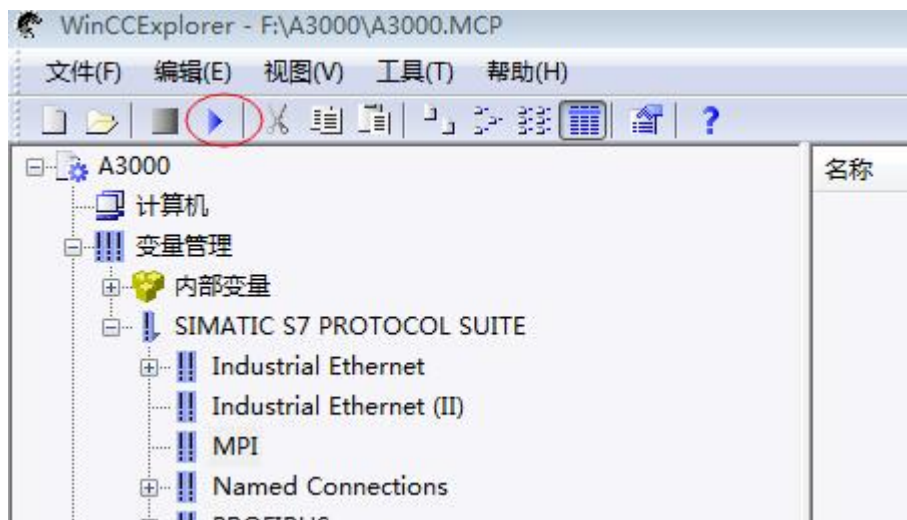 WinCCExplorer - F:\A3000\A3000.MCP
文件(F) 编辑(E) 视图(V) 工具(T) 帮助(H)
A3000
名称
计算机
变量管理
内部变量
SIMATIC S7 PROTOCOL SUITE
Industrial Ethernet
Industrial Ethernet (II)
MPI
Named Connections